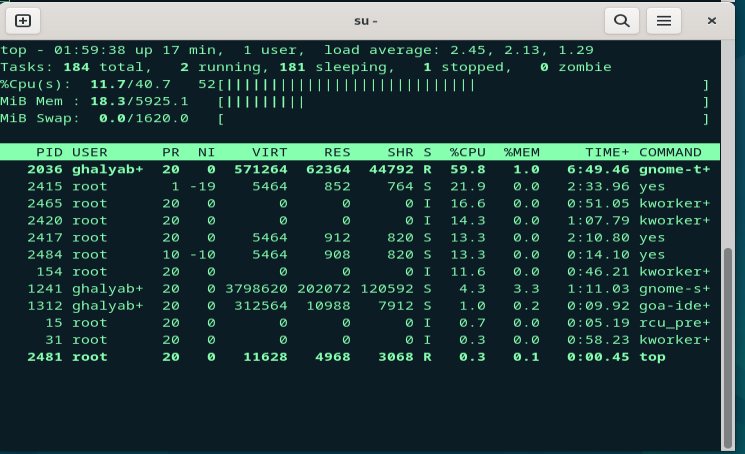 su -
top - 01:59:38 up 17 min,  1 user,  load average: 2.45, 2.13, 1.29
Tasks: 184 total,   2 running, 181 sleeping,   1 stopped,   0 zombie
%Cpu(s):  11.7/40.7   52[||||||||||||||||||||||||||||     ]
MiB Mem : 18.3/5925.1   [|||||||||     ]
MiB Swap:  0.0/1620.0   [     ]
PID USER      PR  NI    VIRT    RES    SHR S  %CPU  %MEM     TIME+ COMMAND
2036 ghalyab+  20   0  571264  62364  44792 R  59.8   1.0   6:49.46 gnome-t+
2415 root       1 -19    5464    852    764 S  21.9   0.0   2:33.96 yes
2465 root      20   0       0      0      0 I  16.6   0.0   0:51.05 kworker+
2420 root      20   0       0      0      0 I  14.3   0.0   1:07.79 kworker+
2417 root      20   0    5464    912    820 S  13.3   0.0   2:10.80 yes
2484 root      10 -10    5464    908    820 S  13.3   0.0   0:14.10 yes
154 root      20   0       0      0      0 I  11.6   0.0   0:46.21 kworker+
1241 ghalyab+  20   0 3798620 202072 120592 S   4.3   3.3   1:11.03 gnome-s+
1312 ghalyab+  20   0  312564  10988   7912 S   1.0   0.2   0:09.92 goa-ide+
15 root      20   0       0      0      0 I   0.7   0.0   0:05.19 rcu_pre+
31 root      20   0       0      0      0 I   0.3   0.0   0:58.23 kworker+
2481 root      20   0   11628   4968   3068 R   0.3   0.1   0:00.45 top